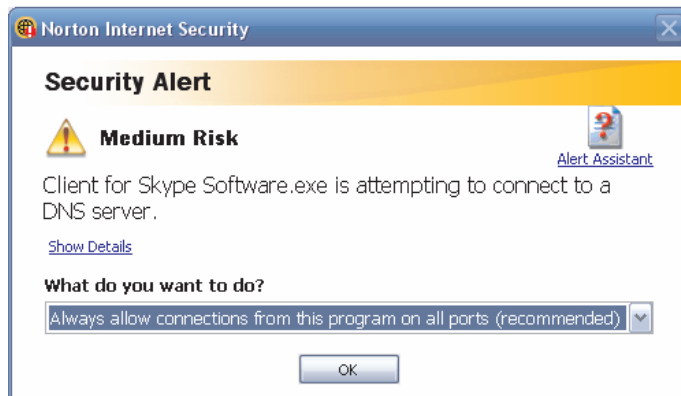 Norton Internet Security
Security Alert
Medium Risk
Alert Assistant
Client for Skype Software.exe is attempting to connect to a
DNS server.
Show Details
What do you want to do?
Always allow connections from this program on all ports (recommended)
OK